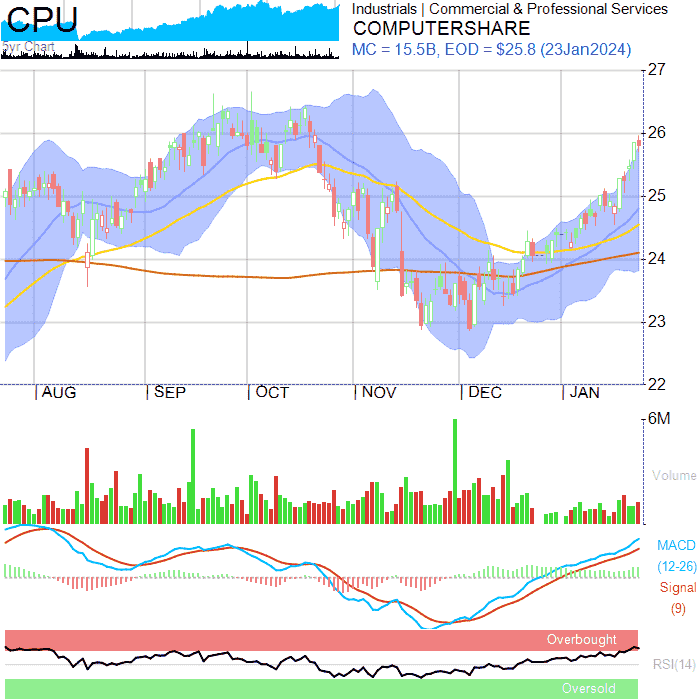 CPU
5yr Chart
Industrials | Commercial & Professional Services
COMPUTERSHARE
MC = 15.5B, EOD = $25.8 (23Jan2024)
27
26
25
24
23
22
| AUG | SEP | OCT | NOV | DEC | JAN
6M
Volume
MACD
(12-26)
Signal
(9)
Overbought
RSI(14)
Oversold